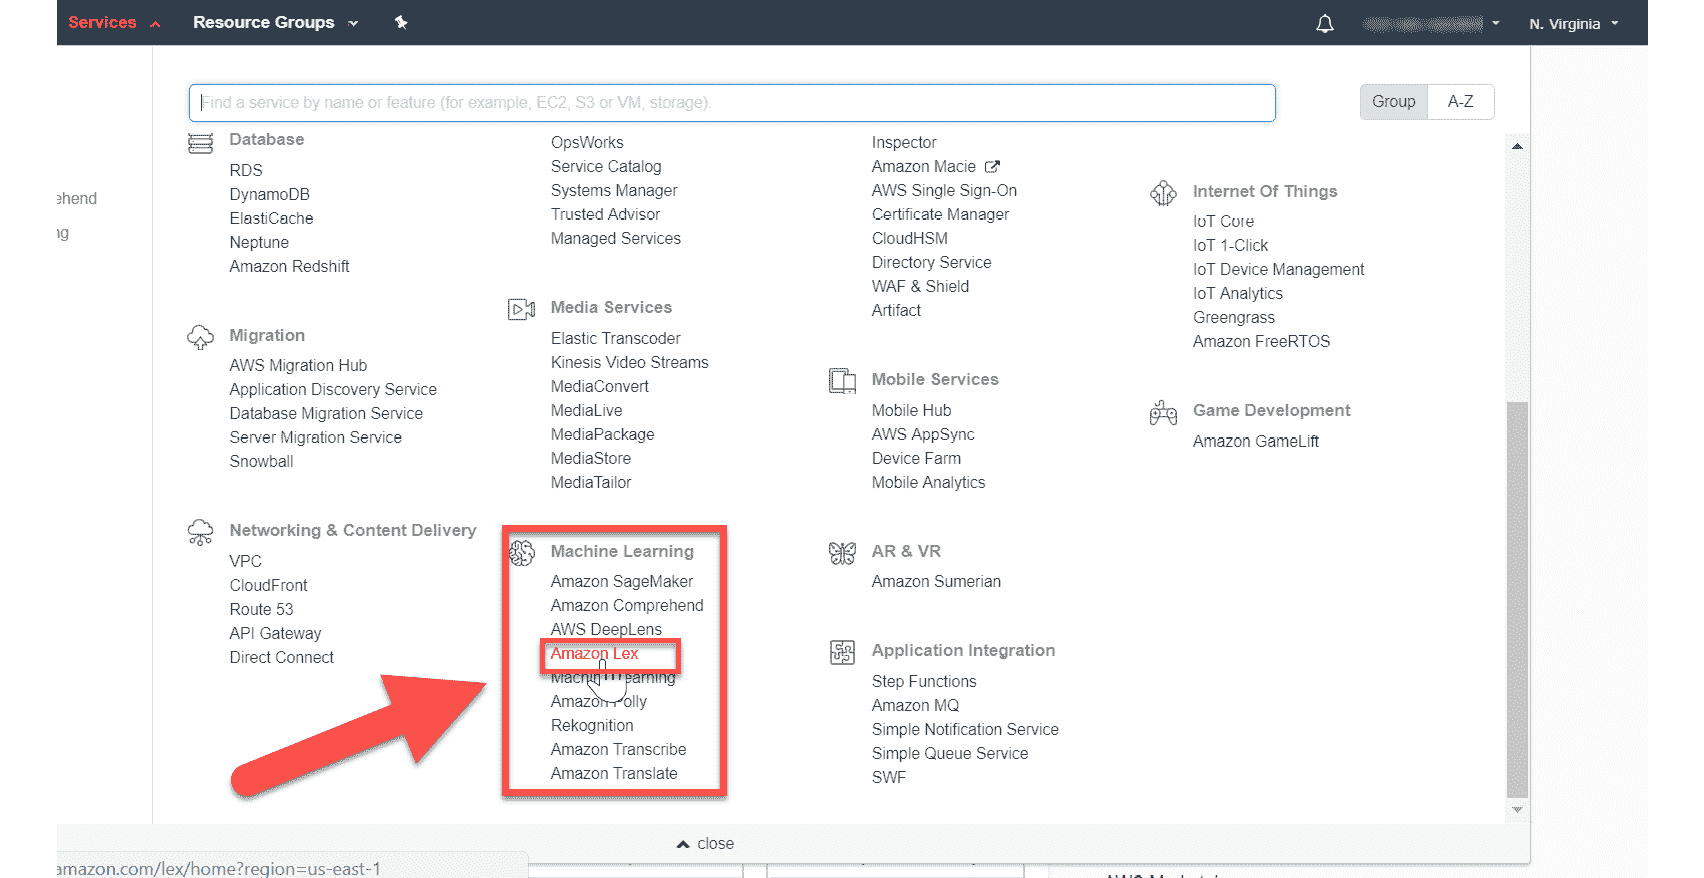 Services
Resource Groups
N. Virginia
Find a service by name or feature (for example, EC2, S3 or VM, storage).
Group
A-Z
ehend
ng
Database
RDS
DynamoDB
ElastiCache
Neptune
Amazon Redshift
Migration
AWS Migration Hub
Application Discovery Service
Database Migration Service
Server Migration Service
Snowball
Networking & Content Delivery
VPC
CloudFront
Route 53
API Gateway
Direct Connect
OpsWorks
Service Catalog
Systems Manager
Trusted Advisor
Managed Services
Media Services
Elastic Transcoder
Kinesis Video Streams
MediaConvert
MediaLive
MediaPackage
MediaStore
MediaTailor
Machine Learning
Amazon SageMaker
Amazon Comprehend
AWS DeepLens
Amazon Lex
Machine Learning
Amazon Polly
Rekognition
Amazon Transcribe
Amazon Translate
Inspector
Amazon Macie
AWS Single Sign-On
Certificate Manager
CloudHSM
Directory Service
WAF & Shield
Artifact
Mobile Services
Mobile Hub
AWS AppSync
Device Farm
Mobile Analytics
AR & VR
Amazon Sumerian
Application Integration
Step Functions
Amazon MQ
Simple Notification Service
Simple Queue Service
SWF
Internet Of Things
IoT Core
IoT 1-Click
IoT Device Management
IoT Analytics
Greengrass
Amazon FreeRTOS
Game Development
Amazon GameLift
close
amazon.com/lex/home?region=us-east-1